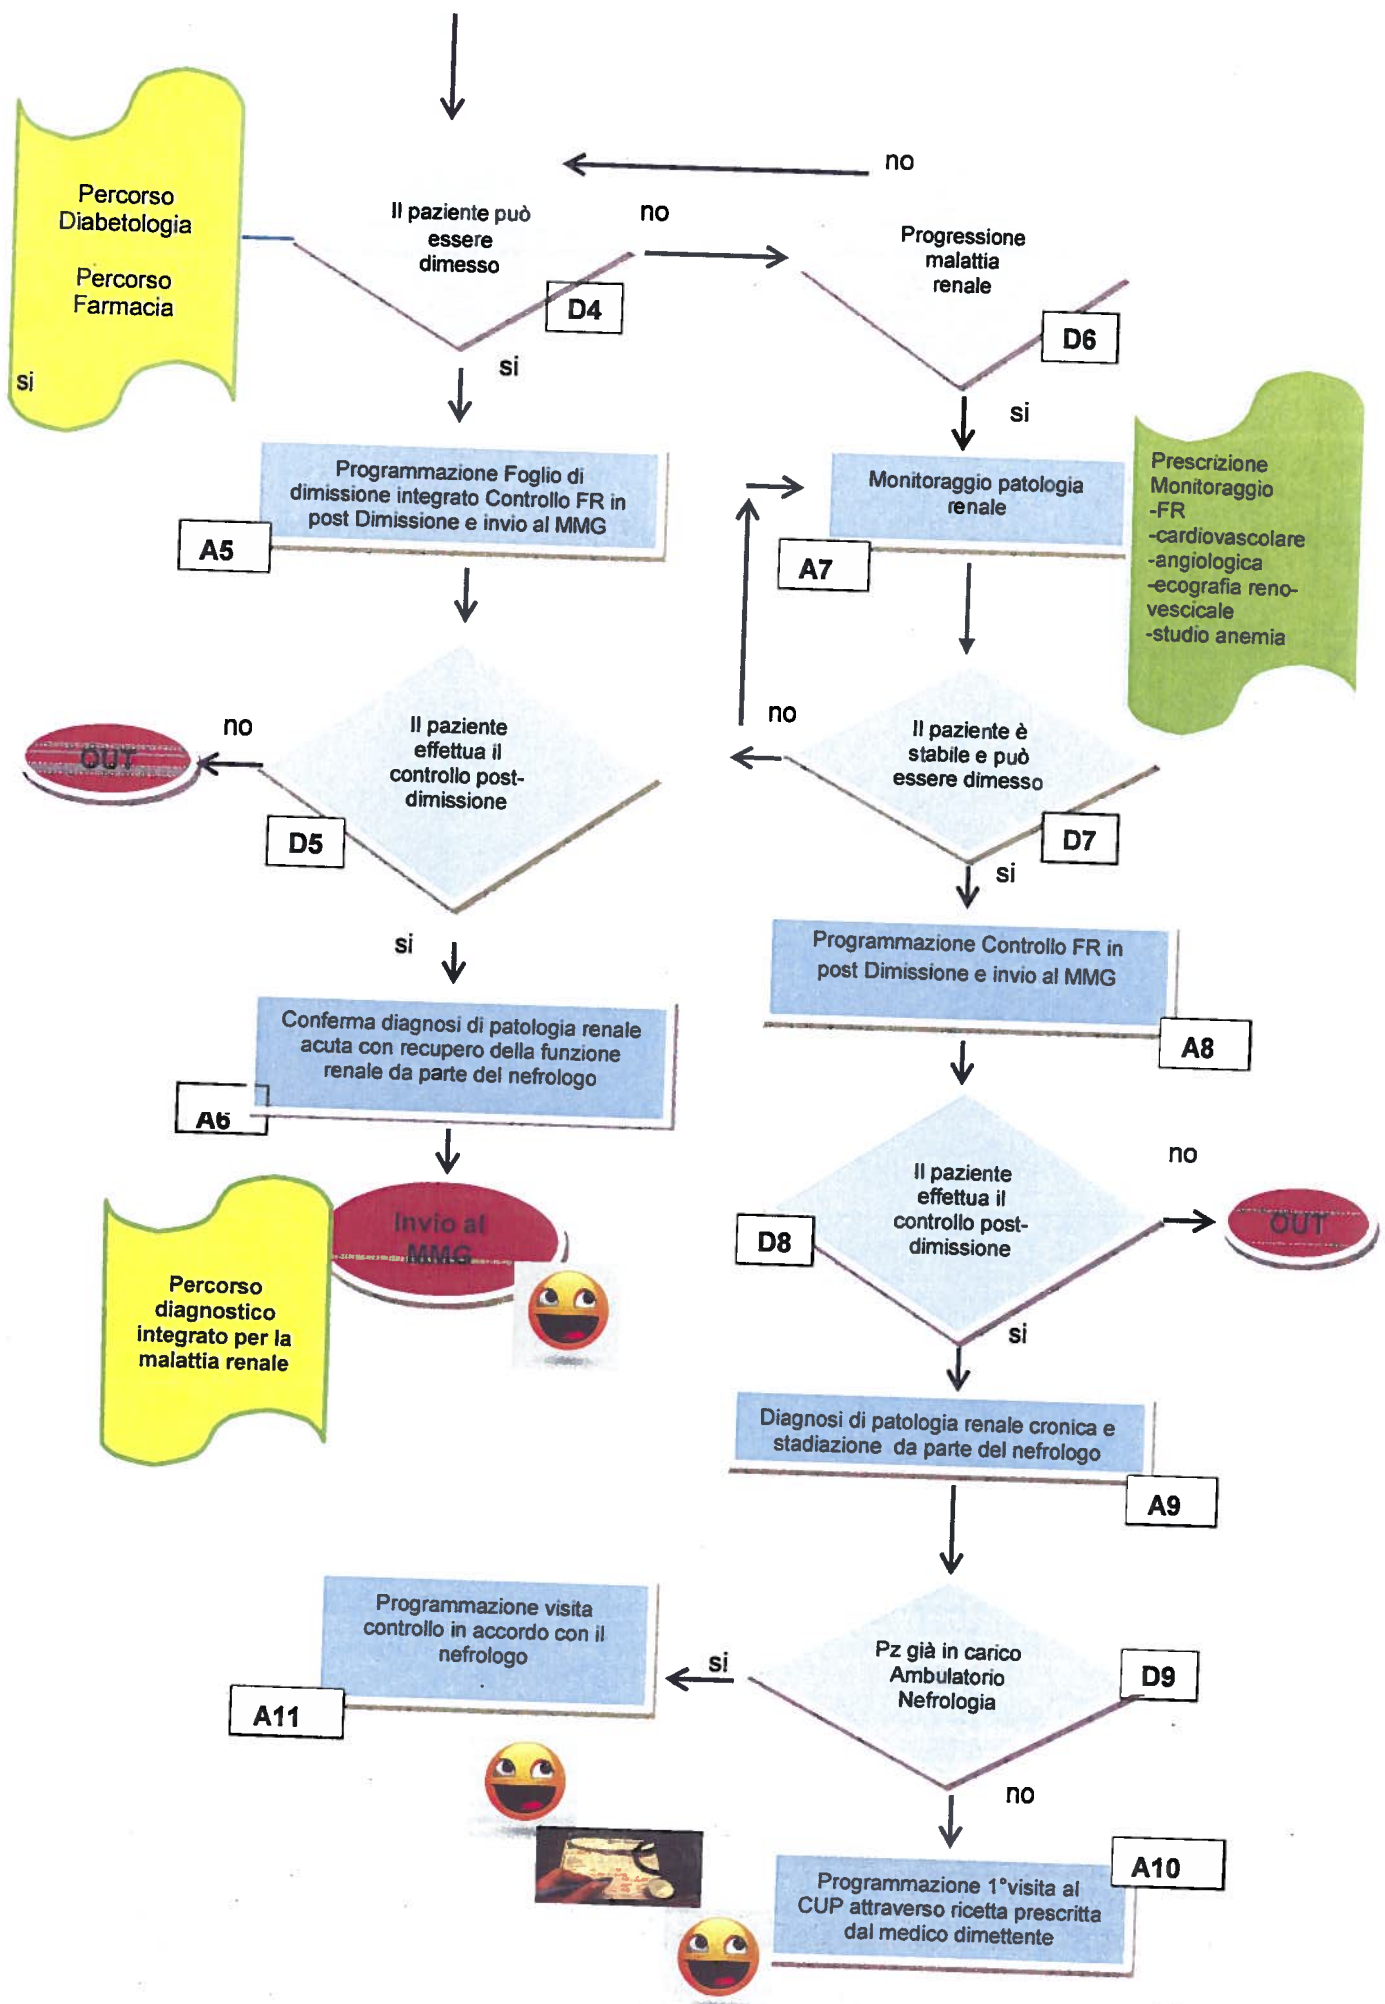 no
Percorso
Diabetologia
Percorso
Farmacia
si
Il paziente può
essere
dimesso
no
D4
si
Progressione
malattia
renale
D6
si
Programmazione Foglio di
dimissione integrato Controllo FR in
post Dimissione e invio al MMG
A5
Monitoraggio patologia
renale
A7
Prescrizione
Monitoraggio
-FR
-cardiovascolare
-angiologica
-ecografia reno-
vescicale
-studio anemia
OUT
no
Il paziente
effettua il
controllo post-
dimissione
D5
si
no
Il paziente è
stabile e può
essere dimesso
D7
si
Programmazione Controllo FR in
post Dimissione e invio al MMG
A8
Conferma diagnosi di patologia renale
acuta con recupero della funzione
renale da parte del nefrologo
A6
Invio al
MMG
Percorso
diagnostico
integrato per la
malattia renale
Il paziente
effettua il
controllo post-
dimissione
D8
no
OUT
si
Diagnosi di patologia renale cronica e
stadiazione da parte del nefrologo
A9
Programmazione visita
controllo in accordo con il
nefrologo
A11
si
Pz già in carico
Ambulatorio
Nefrologia
D9
no
A10
Programmazione 1°visita al
CUP attraverso ricetta prescritta
dal medico dimettente